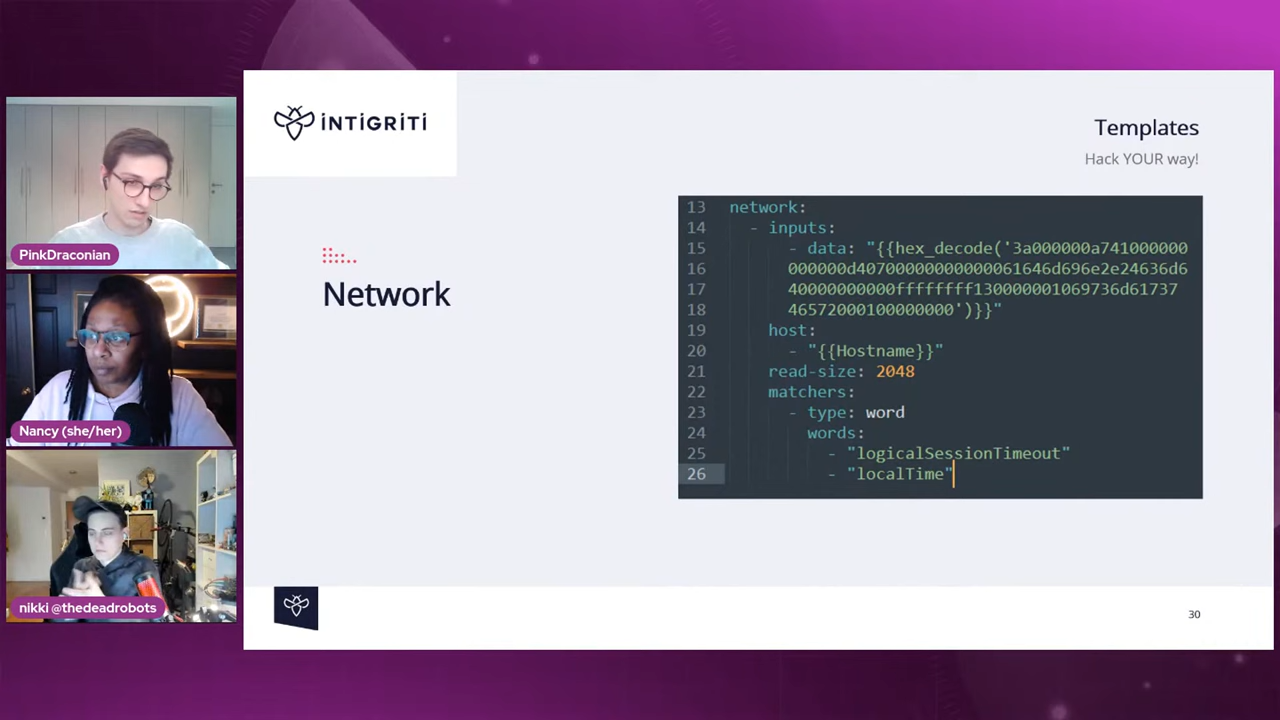 INTIGRITI
Templates
Hack YOUR way!
Network
13 network:
14 - inputs:
15 - data: "{{hex_decode('3a000000a741000000
16 000000d40700000000000061646d696e2e24636d6
17 40000000000ffffffff130000001069736d61737
18 46572000100000000')}}"
19 host:
20 - "{{Hostname}}"
21 read-size: 2048
22 matchers:
23 - type: word
24 words:
25 - "logicalSessionTimeout"
26 - "localTime"
30
PinkDraconian
Nancy (she/her)
nikki @thedeadrobots